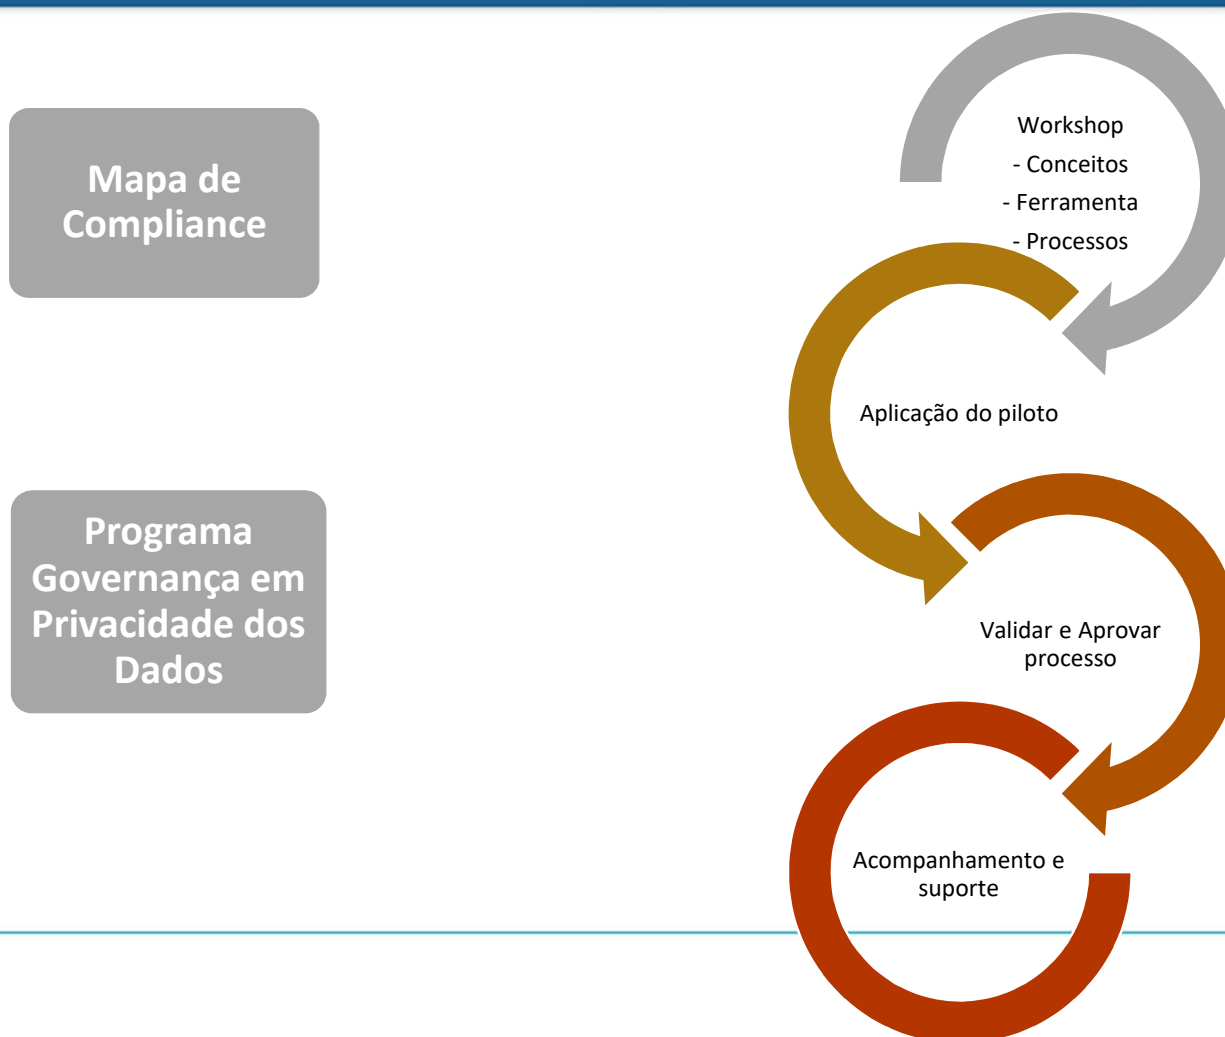 Mapa de
Compliance
Programa
Governança em
Privacidade dos
Dados
Workshop
- Conceitos
- Ferramenta
- Processos
Aplicação do piloto
Validar e Aprovar
processo
Acompanhamento e
suporte